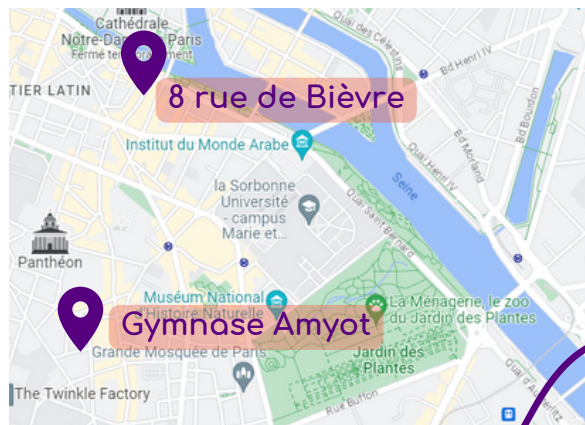 Cathédrale
Notre-Dame de Paris
Fermé temporairement
TIER LATIN
8 rue de Bièvre
Quai des Célestins
Bd Henri IV
Bd Bourdon
Bd Morland
Quai Henri IV
Institut du Monde Arabe
Seine
la Sorbonne
Université
- campus
Marie et...
Quai Saint Bernard
Panthéon
Muséum National
d'Histoire Naturelle
La Ménagerie, le zoo
du Jardin des Plantes
Gymnase Amyot
Grande Mosquée de Paris
Jardin des
Plantes
The Twinkle Factory
Rue Buffon
Quai d'Austerlitz